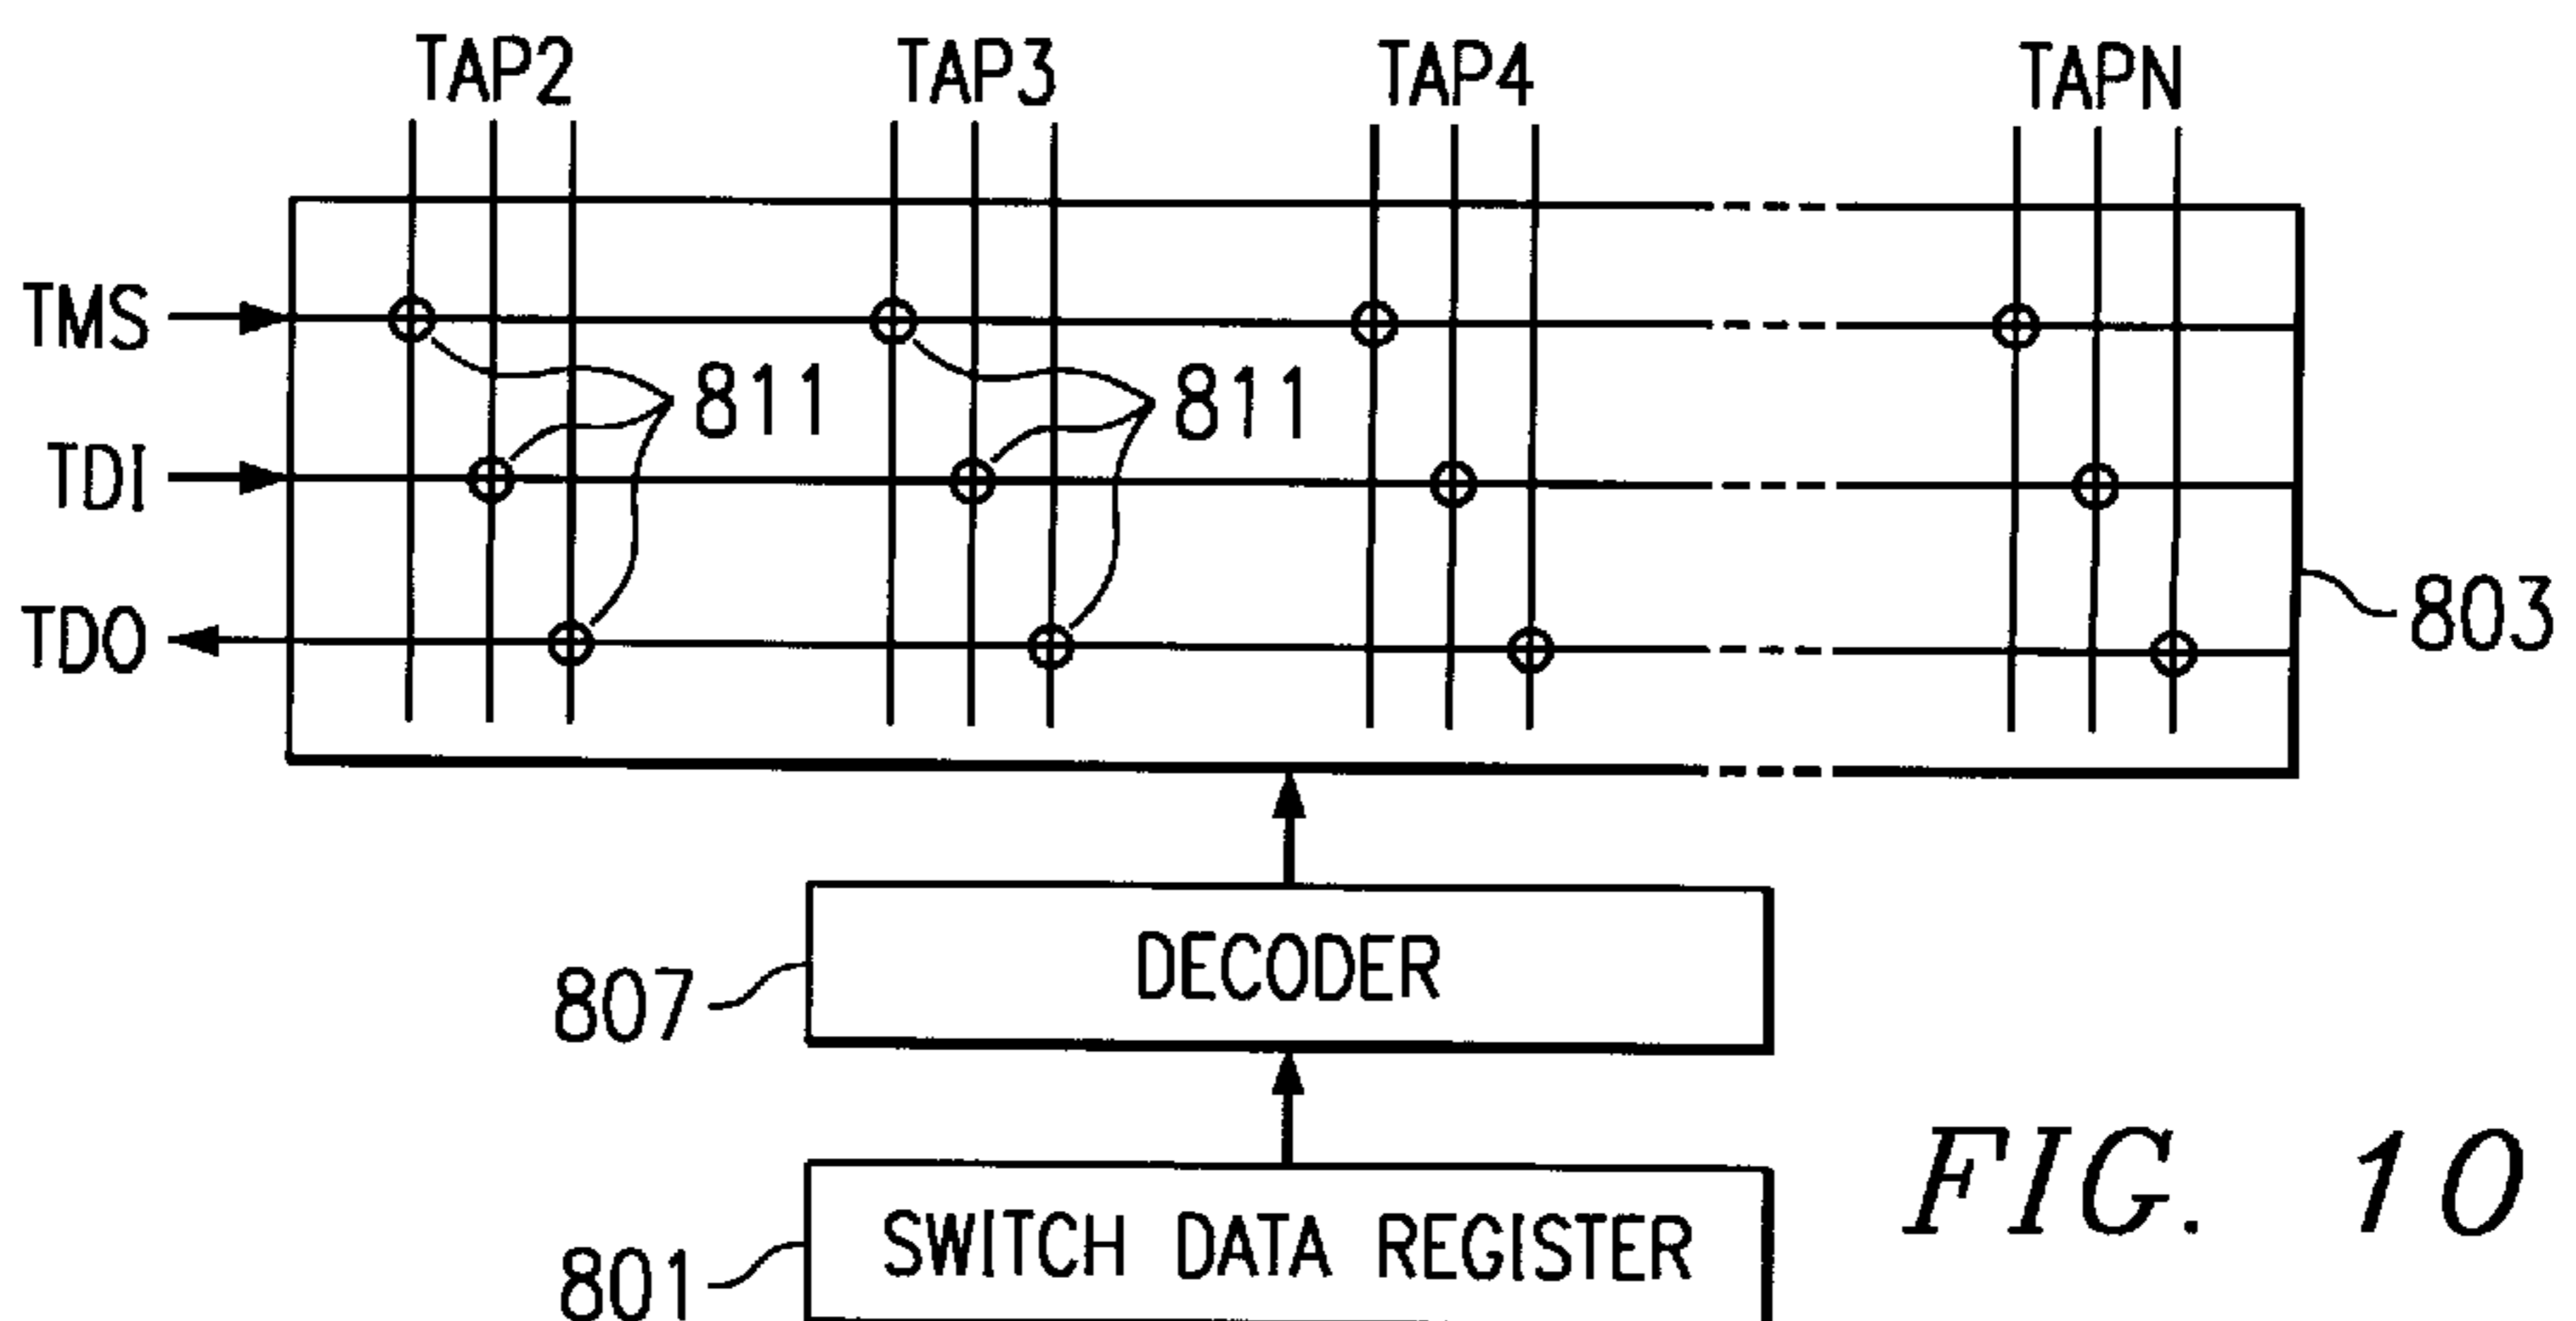 TAP2 TAP3 TAP4 TAPN
TMS
811 811
TDI
TDO
803
DECODER
807
FIG. 10
SWITCH DATA REGISTER
801